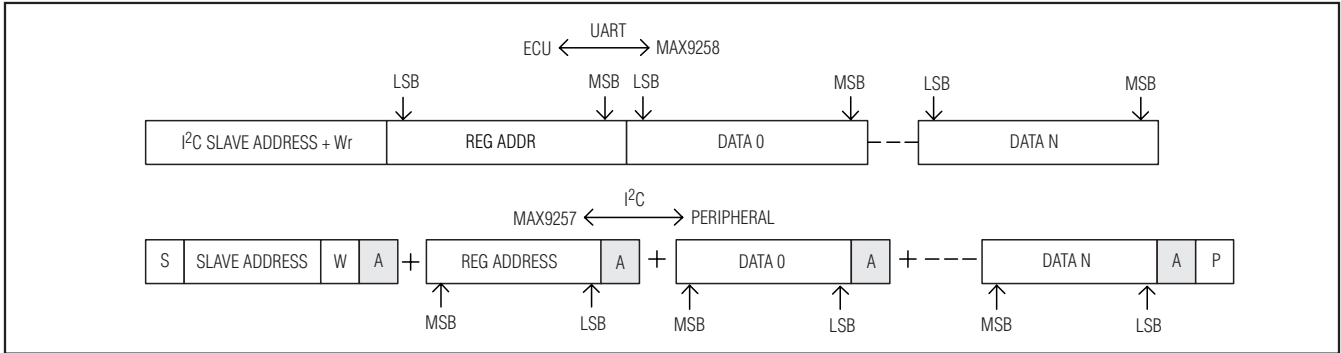 UART
ECU MAX9258
LSB MSB LSB MSB LSB MSB
I2C SLAVE ADDRESS + Wr REG ADDR DATA 0 DATA N
I2C
MAX9257 PERIPHERAL
S SLAVE ADDRESS W A + REG ADDRESS A + DATA 0 A + DATA N A P
MSB LSB MSB LSB MSB LSB